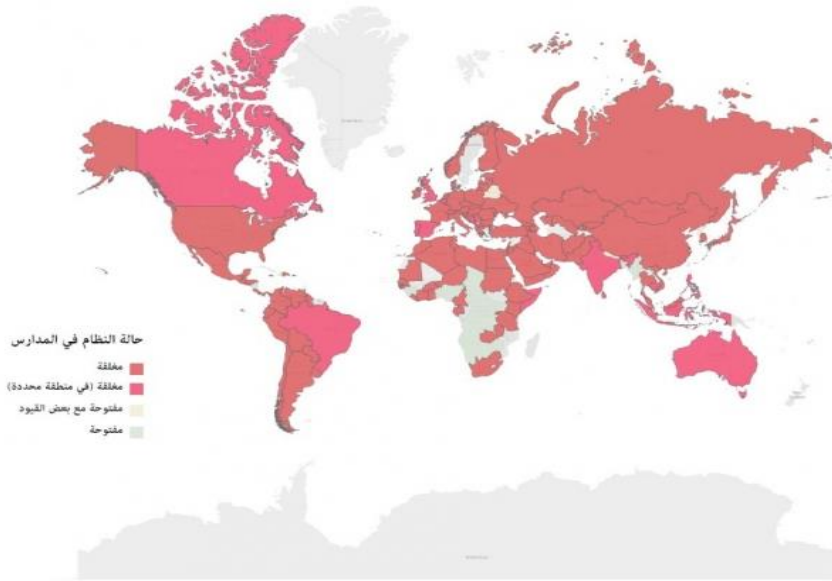 حالة النظام في المدارس
مغلقة
مغلقة (في منطقة محددة)
مفتوحة مع بعض القيود
مفتوحة